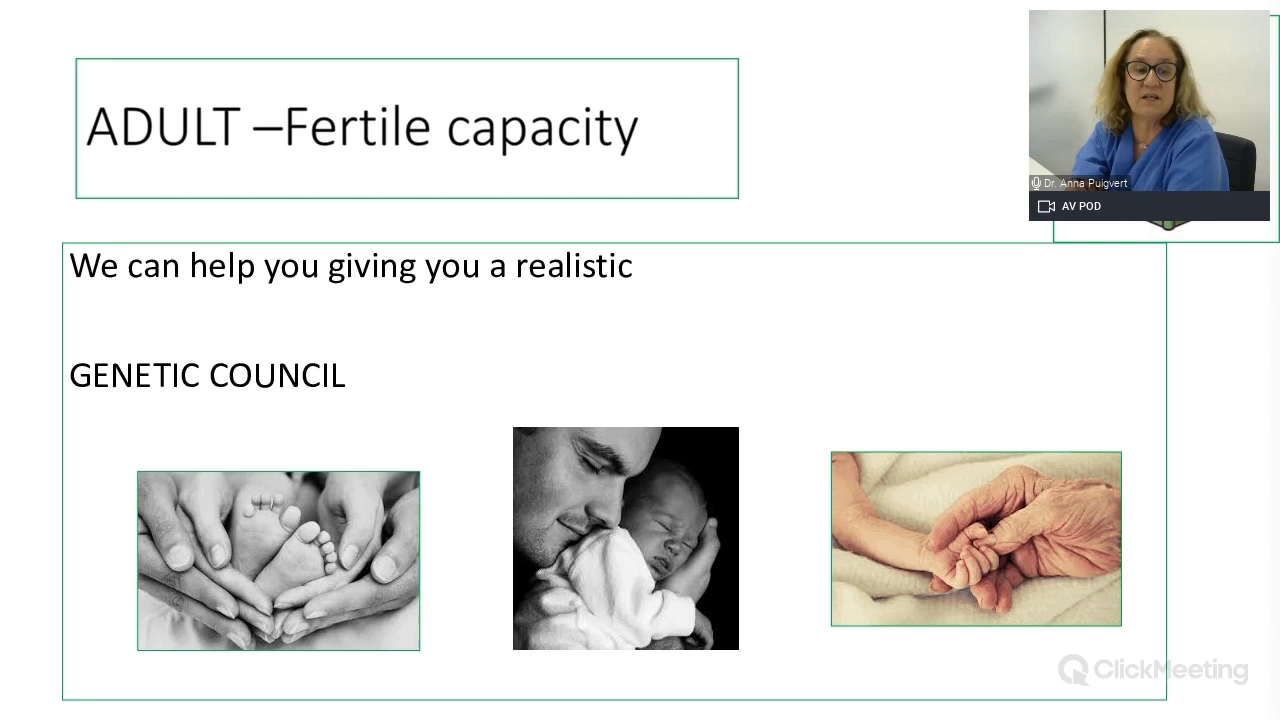 ADULT –Fertile capacity
Dr. Anna Puigvert
AV POD
We can help you giving you a realistic
GENETIC COUNCIL
ClickMeeting